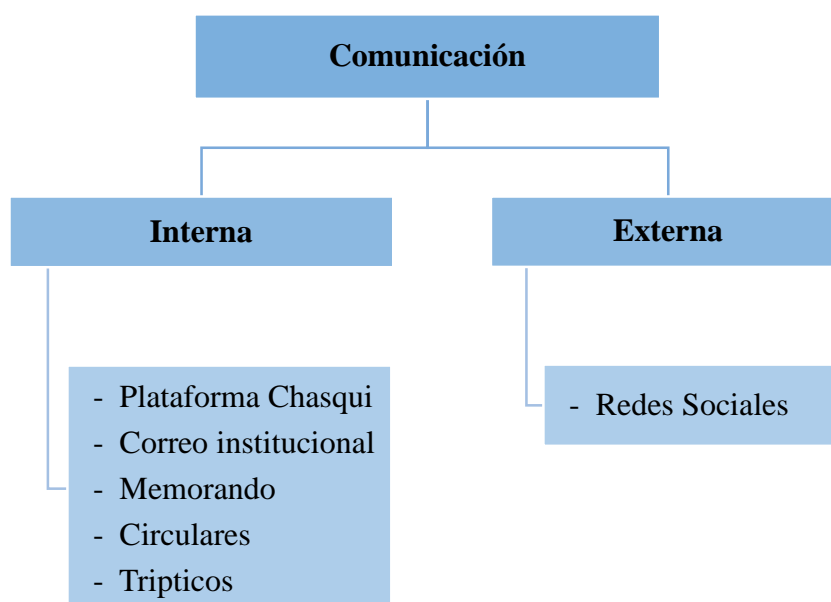 Comunicación
Interna
Externa
- Plataforma Chasqui
- Correo institucional
- Memorando
- Circulares
- Tripticos
- Redes Sociales